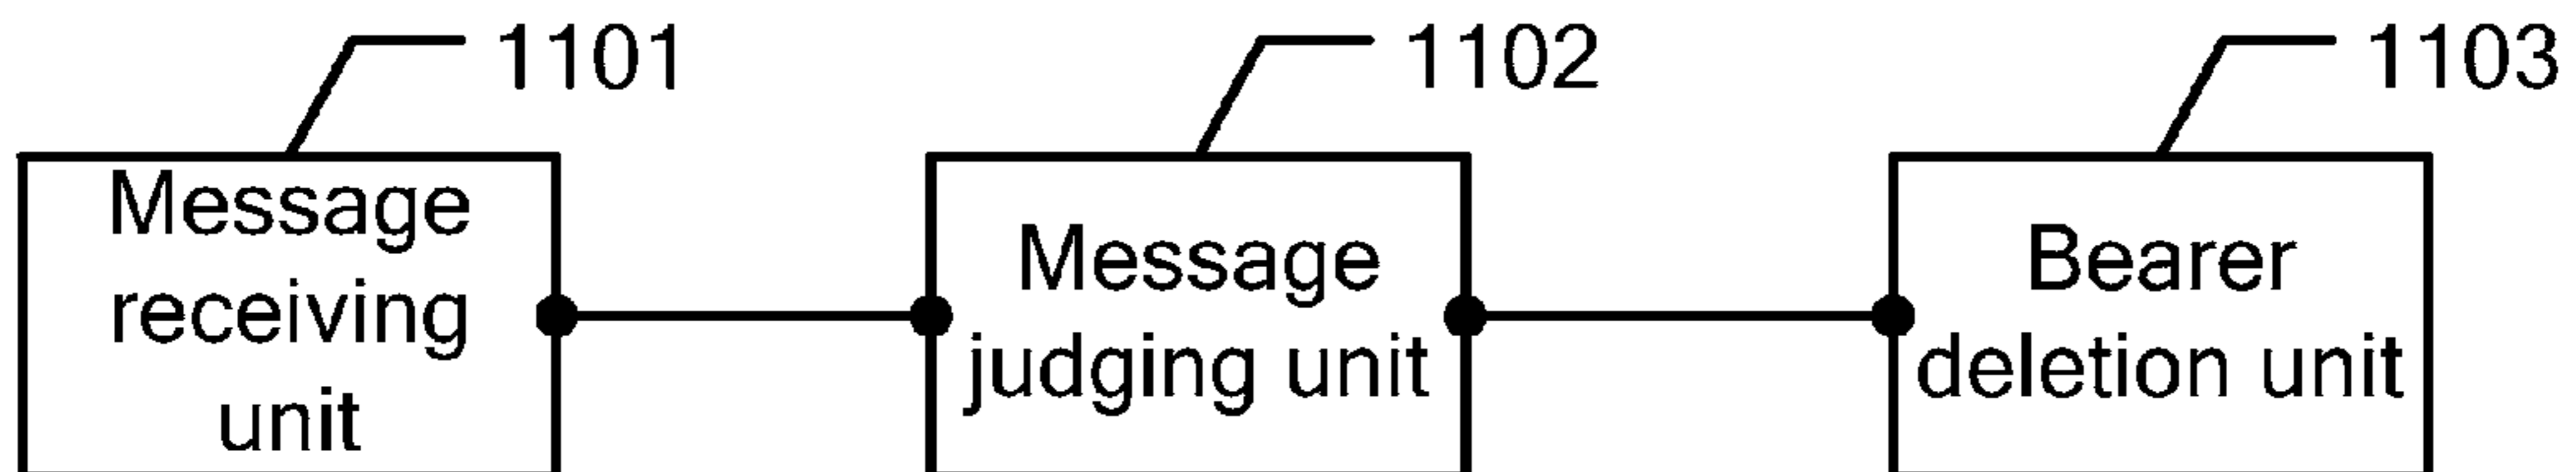 1101
1102
1103
Message
receiving
unit
Message
judging unit
Bearer
deletion unit